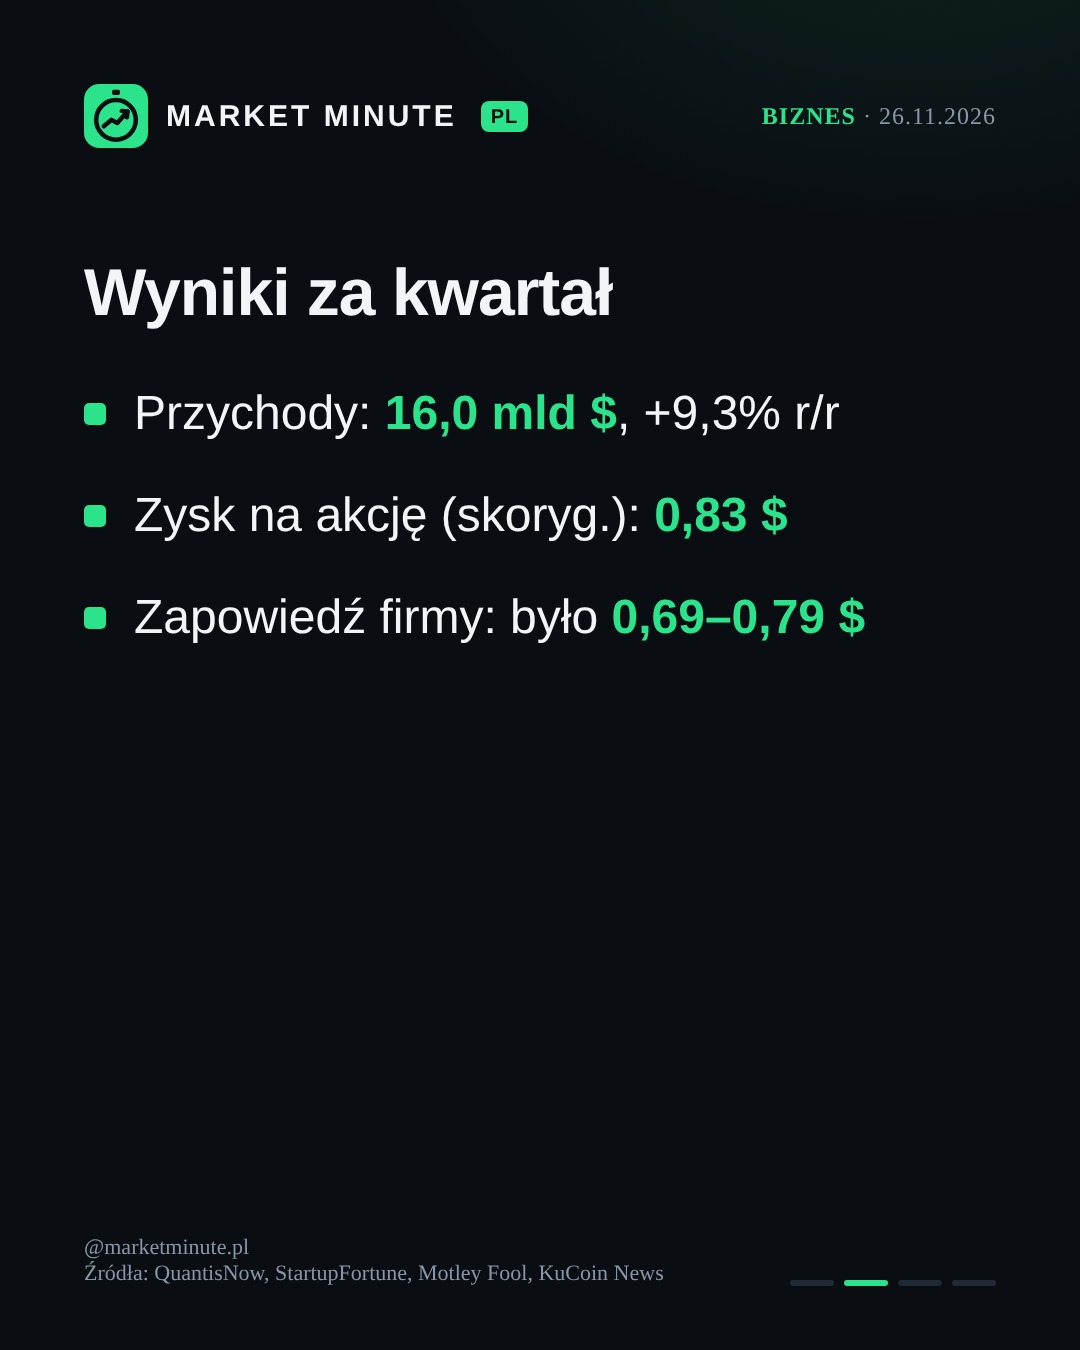 MARKET MINUTE PL
BIZNES · 26.11.2026
Wyniki za kwartał
Przychody: 16,0 mld $, +9,3% r/r
Zysk na akcję (skoryg.): 0,83 $
Zapowiedź firmy: było 0,69–0,79 $
@marketminute.pl
Źródła: QuantisNow, StartupFortune, Motley Fool, KuCoin News